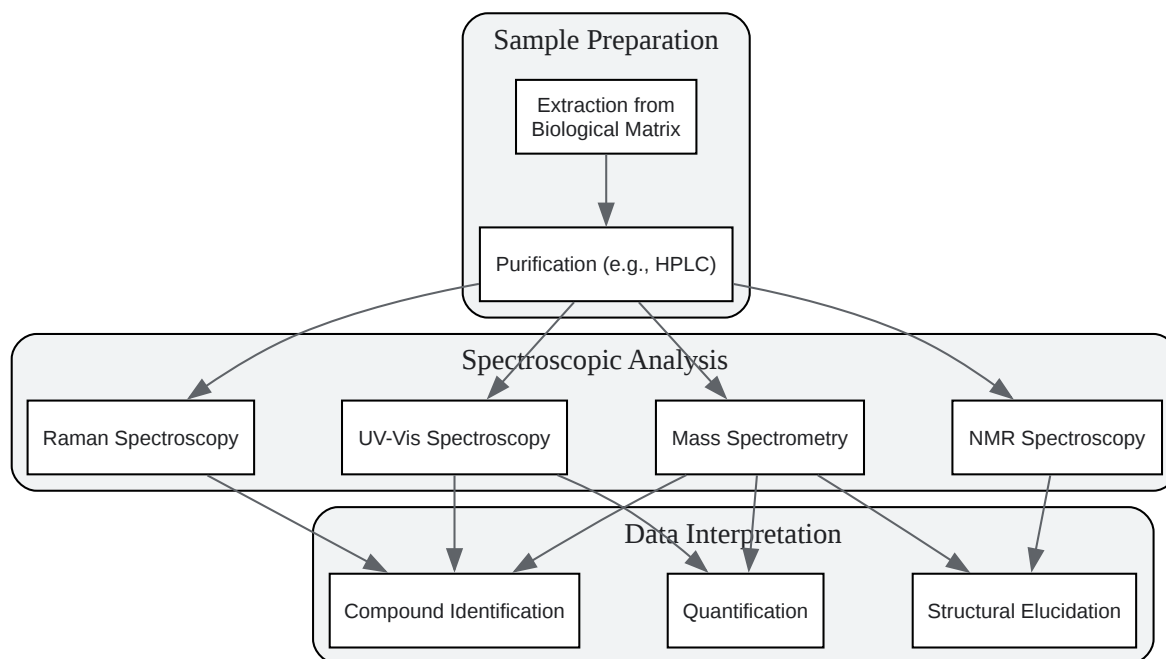 Sample Preparation
Extraction from
Biological Matrix
Purification (e.g., HPLC)
Spectroscopic Analysis
Raman Spectroscopy
UV-Vis Spectroscopy
Mass Spectrometry
NMR Spectroscopy
Data Interpretation
Compound Identification
Quantification
Structural Elucidation